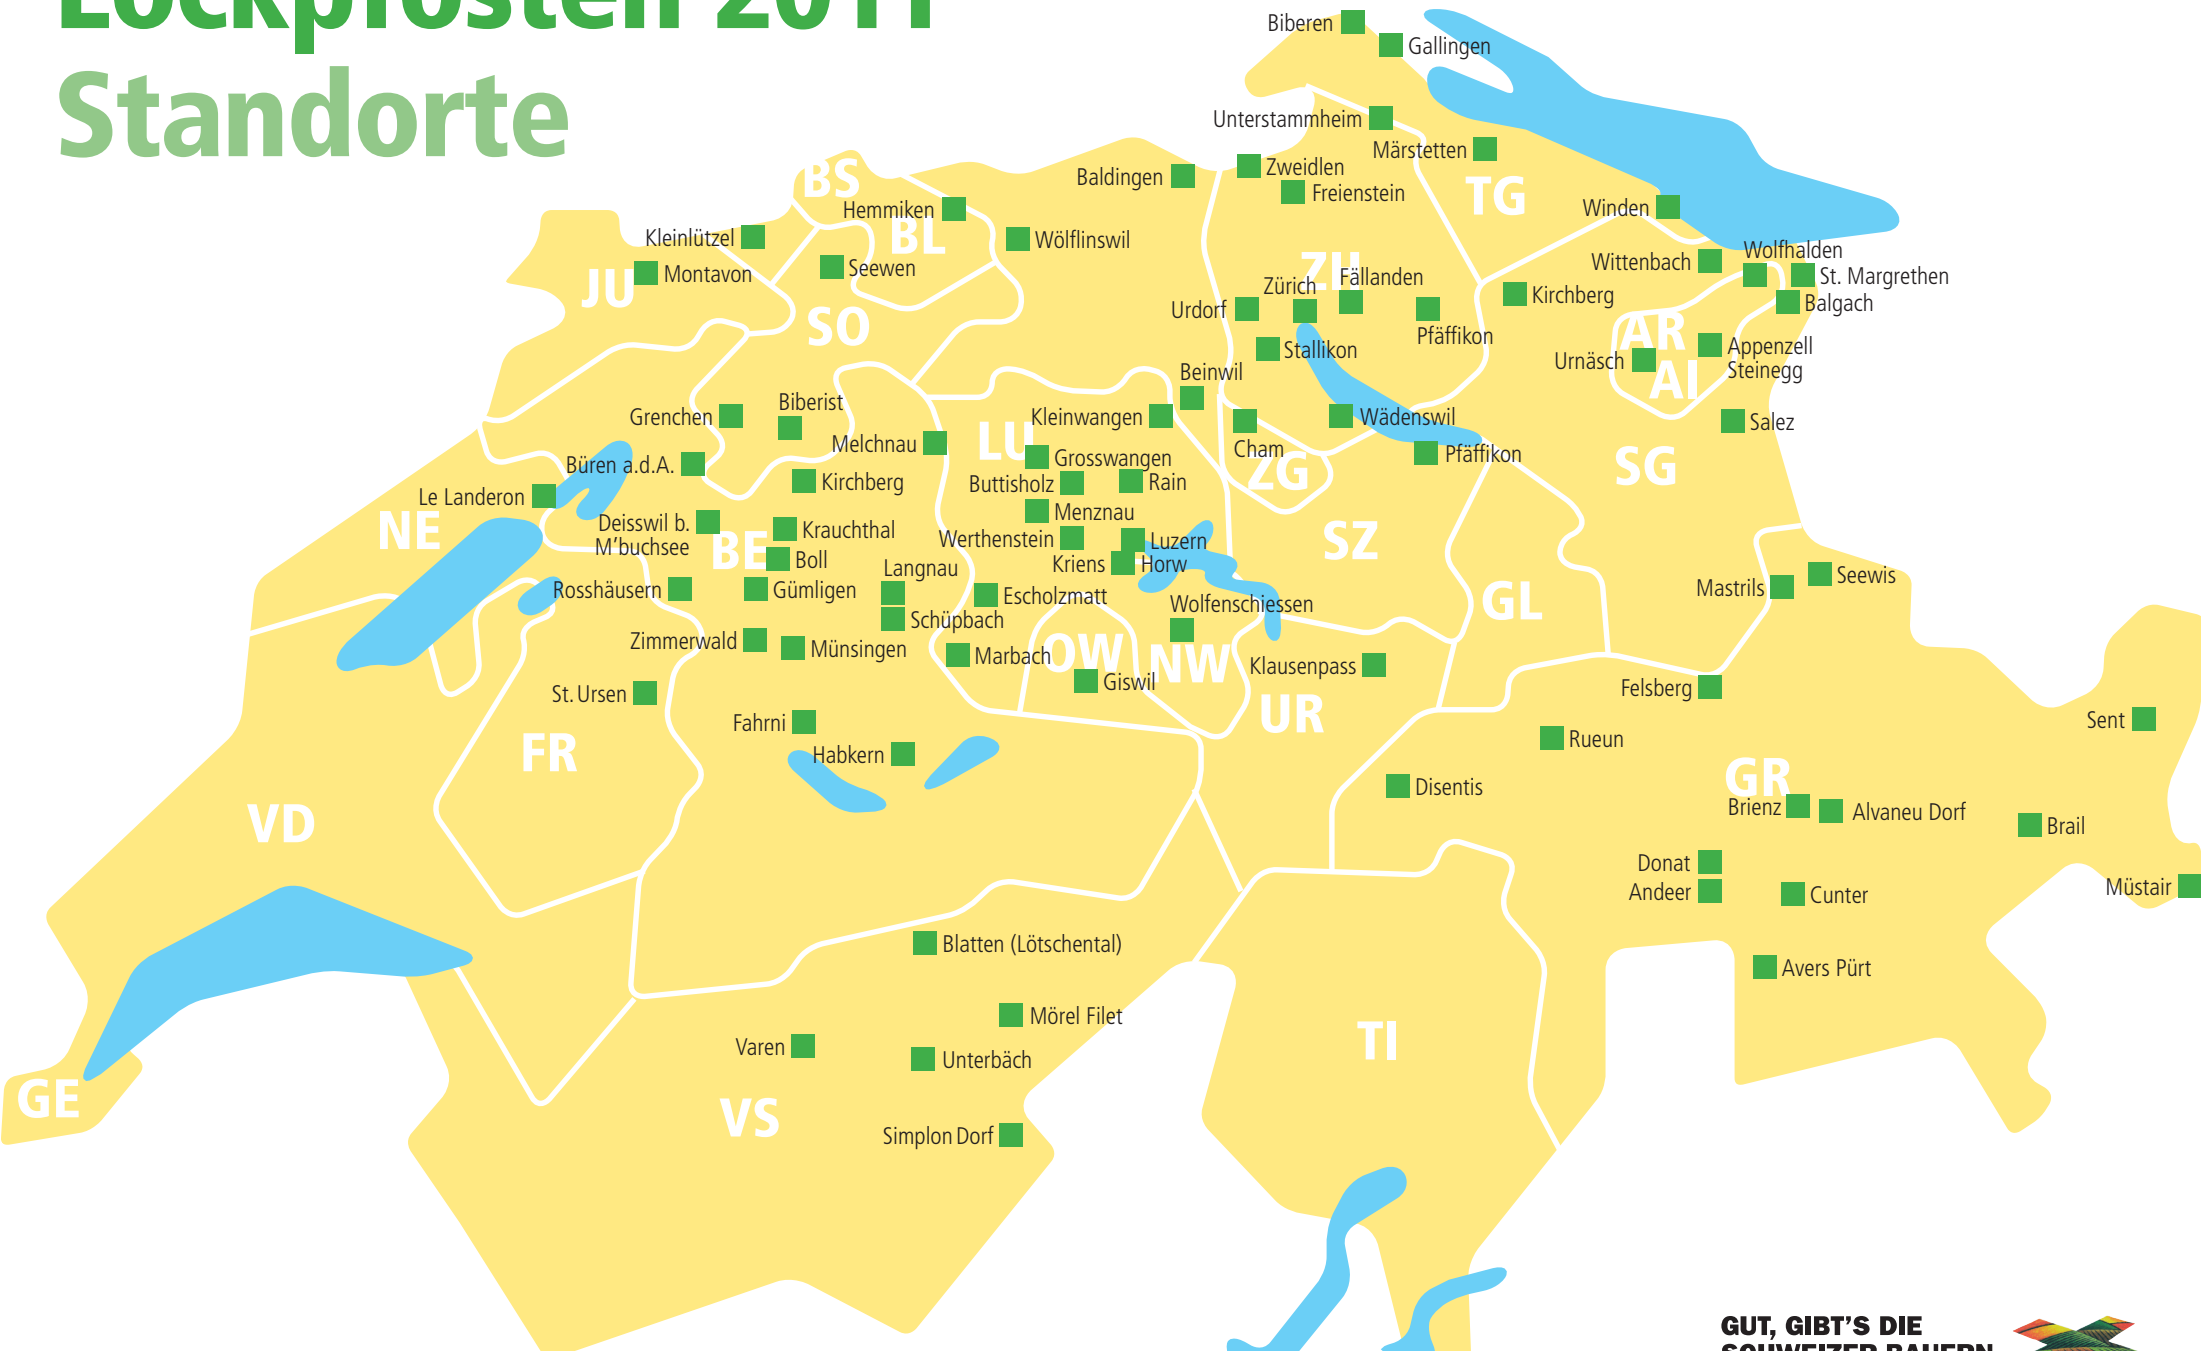 Lockpfosten 2011
Standorte
Biberen
Gallingen
Unterstammheim
Märstetten
Zweidlen
Baldingen
Freienstein
TG
BS
Hemmiken
Winden
BL
Kleinlützel
Wölflinswil
Wolfhalden
Wittenbach
Seewen
Montavon
JU
ZH
Fällanden
Zürich
St. Margrethen
Kirchberg
Balgach
Urdorf
SO
Pfäffikon
AR
Stallikon
Appenzell
Steinegg
Urnäsch
AI
Beinwil
Biberist
Grenchen
Kleinwangen
Wädenswil
Salez
Melchnau
LU
Cham
Pfäffikon
Grosswangen
Büren a.d.A.
ZG
SG
Kirchberg
Buttisholz
Rain
Le Landeron
Menznau
NE
Deisswil b.
M'buchsee
Krauchthal
BE
Werthenstein
Luzern
SZ
Boll
Kriens
Horw
Langnau
Rosshäusern
Gümligen
Escholzmatt
Wolfenschiessen
GL
Mastrils
Seewis
Schüpbach
Zimmerwald
Münsingen
Marbach
OW
NW
Klausenpass
Giswil
St. Ursen
Felsberg
UR
Fahrni
Sent
FR
Habkern
Rueun
GR
Disentis
Brienz
Alvaneu Dorf
VD
Brail
Donat
Andeer
Cunter
Müstair
Blatten (Lötschental)
Avers Pürt
Mörel Filet
TI
Varen
Unterbäch
GE
VS
Simplon Dorf
GUT, GIBT'S DIE
SCHWEIZER BAUERN